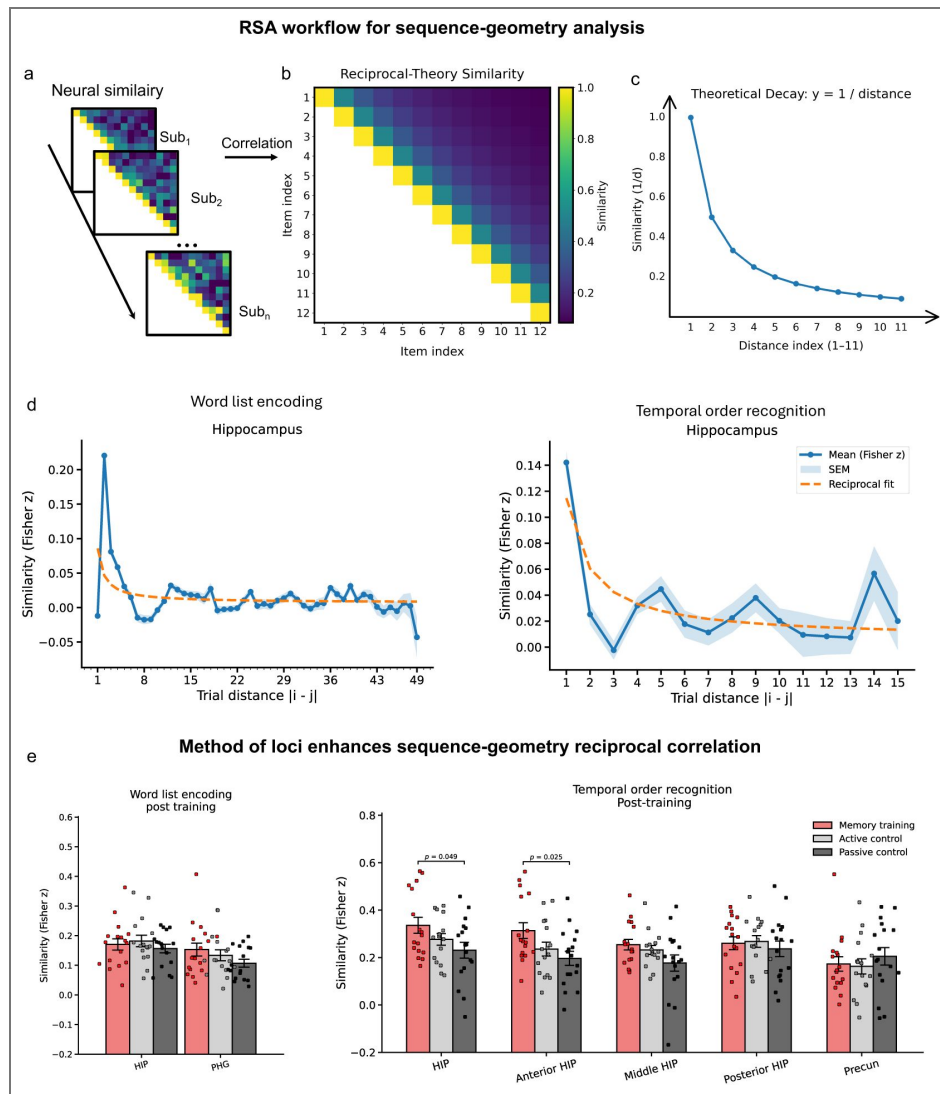 RSA workflow for sequence-geometry analysis
a
Neural similairy
Sub1
Sub2
...
Subn
Correlation
b
Reciprocal-Theory Similarity
Item index
1
2
3
4
5
6
7
8
9
10
11
12
1 2 3 4 5 6 7 8 9 10 11 12
Item index
1.0
0.8
0.6
0.4
0.2
Similarity
c
Theoretical Decay: y = 1 / distance
Similarity (1/d)
1.0
0.8
0.6
0.4
0.2
1 2 3 4 5 6 7 8 9 10 11
Distance index (1–11)
d
Word list encoding
Hippocampus
Similarity (Fisher z)
0.20
0.15
0.10
0.05
0.00
−0.05
1 8 15 22 29 36 43 49
Trial distance |i - j|
Temporal order recognition
Hippocampus
Mean (Fisher z)
SEM
Reciprocal fit
Similarity (Fisher z)
0.14
0.12
0.10
0.08
0.06
0.04
0.02
0.00
1 2 3 4 5 6 7 8 9 10 11 12 13 14 15
Trial distance |i - j|
Method of loci enhances sequence-geometry reciprocal correlation
e
Word list encoding
post training
Similarity (Fisher z)
0.6
0.5
0.4
0.3
0.2
0.1
0.0
−0.2
HIP PHG
Temporal order recognition
Post-training
Memory training
Active control
Passive control
Similarity (Fisher z)
0.8
0.6
0.4
0.2
0.0
−0.2
p = 0.049
p = 0.025
HIP Anterior HIP Middle HIP Posterior HIP Precun